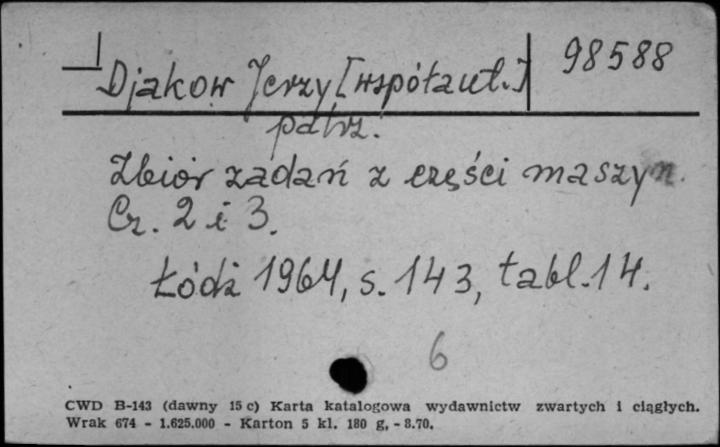 Djakow Jerzy [współaut.] 98588
patrz.
Zbiór zadań z części maszyn.
Cz. 2 i 3.
Łódź 1964, s. 143, tabl. 14.
6
CWD B-143 (dawny 15 c) Karta katalogowa wydawnictw zwartych i ciągłych.
Wrak 674 - 1.625.000 - Karton 5 kl. 180 g. - 8.70.